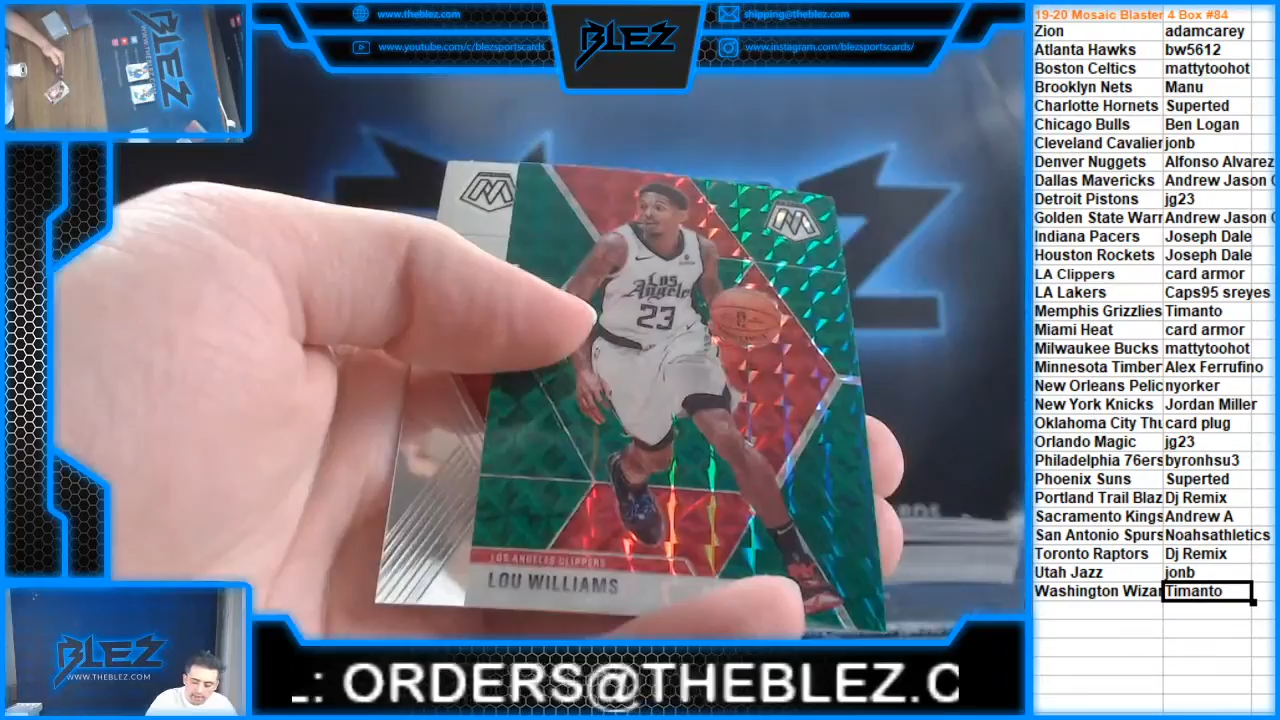 www.theblez.com
www.youtube.com/c/blezsportscards
BLEZ
shipping@theblez.com
www.instagram.com/blezsportscards/
19-20 Mosaic Blaster 4 Box #84
Zion adamcarey
Atlanta Hawks bw5612
Boston Celtics mattytoohot
Brooklyn Nets Manu
Charlotte Hornets Superted
Chicago Bulls Ben Logan
Cleveland Cavalier jonb
Denver Nuggets Alfonso Alvarez
Dallas Mavericks Andrew Jason C
Detroit Pistons jg23
Golden State Warr Andrew Jason C
Indiana Pacers Joseph Dale
Houston Rockets Joseph Dale
LA Clippers card armor
LA Lakers Caps95 sreyes
Memphis Grizzlies Timanto
Miami Heat card armor
Milwaukee Bucks mattytoohot
Minnesota Timber Alex Ferrufino
New Orleans Pelic nyorker
New York Knicks Jordan Miller
Oklahoma City Thu card plug
Orlando Magic jg23
Philadelphia 76ers byronhsu3
Phoenix Suns Superted
Portland Trail Blaz Dj Remix
Sacramento Kings Andrew A
San Antonio Spurs Noahsathletics
Toronto Raptors Dj Remix
Utah Jazz jonb
Washington Wizar Timanto
Los
Angeles
23
LOS ANGELES CLIPPERS
LOU WILLIAMS
BLEZ
WWW.THEBLEZ.COM
L: ORDERS@THEBLEZ.C